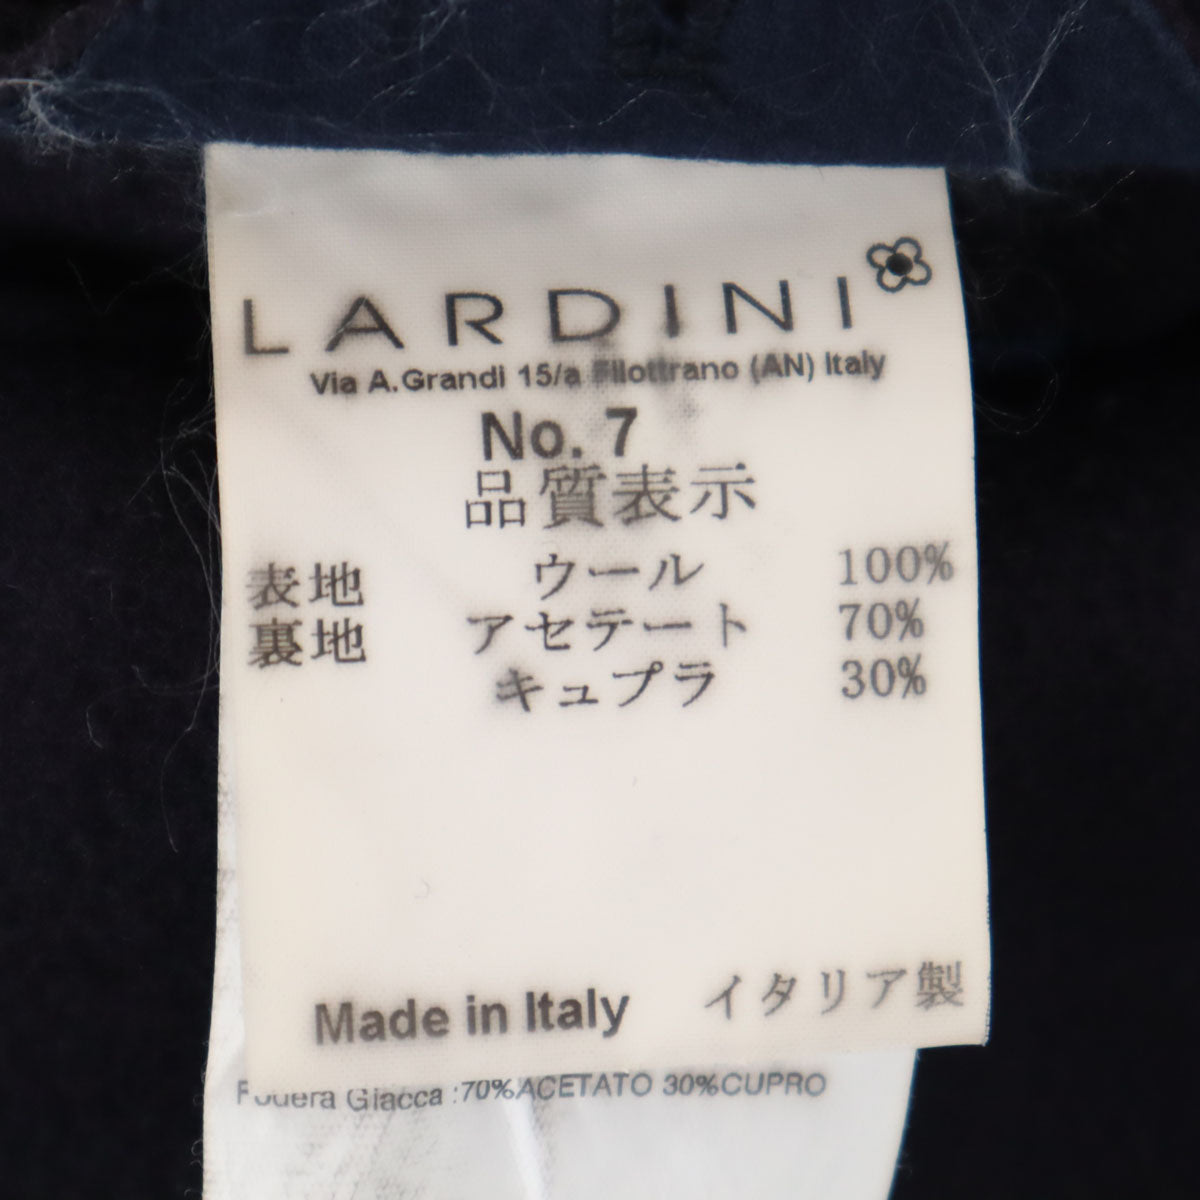 LARDINI
Via A.Grandi 15/a Filottrano (AN) Italy
No. 7
品質表示
表地 ウール 100%
裏地 アセテート 70%
キュプラ 30%
Made in Italy イタリア製
Fodera Giacca :70%ACETATO 30%CUPRO